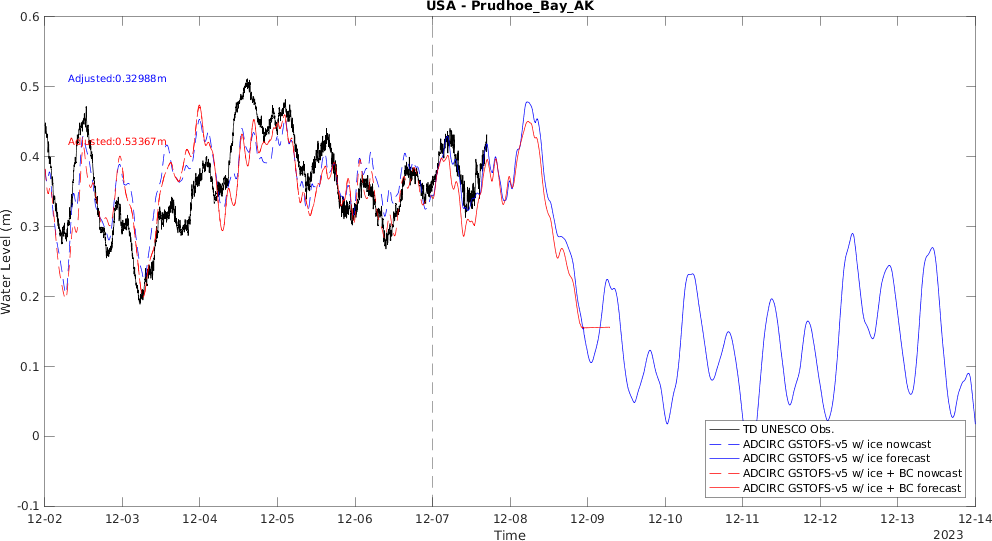 USA - Prudhoe_Bay_AK
0.6
0.5
0.4
0.3
0.2
0.1
0
-0.1
Water Level (m)
Adjusted:0.32988m
Adjusted:0.53367m
TD UNESCO Obs.
ADCIRC GSTOFS-v5 w/ ice nowcast
ADCIRC GSTOFS-v5 w/ ice forecast
ADCIRC GSTOFS-v5 w/ ice + BC nowcast
ADCIRC GSTOFS-v5 w/ ice + BC forecast
12-02 12-03 12-04 12-05 12-06 12-07 12-08 12-09 12-10 12-11 12-12 12-13 12-14
Time
2023